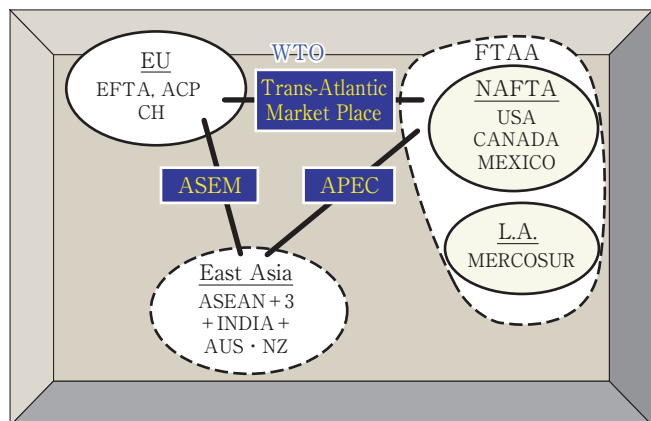 WTO
EU
EFTA, ACP
CH
Trans-Atlantic
Market Place
FTAA
NAFTA
USA
CANADA
MEXICO
ASEM
APEC
L.A.
MERCOSUR
East Asia
ASEAN+3
+INDIA+
AUS・NZ